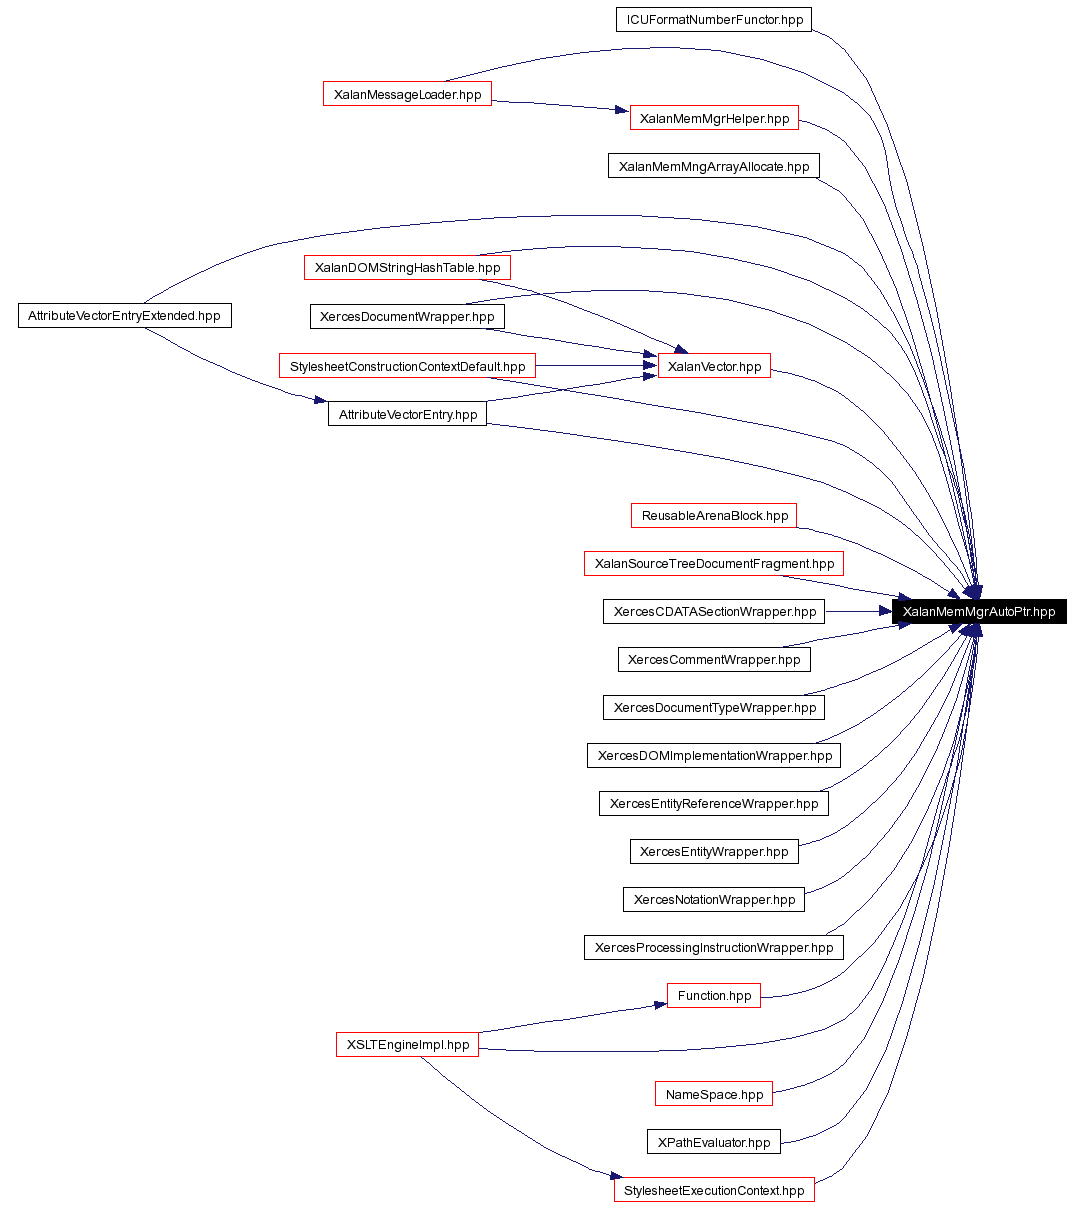 ICUFormatNumberFunctor.hpp
XalanMessageLoader.hpp
XalanMemMgrHelper.hpp
XalanMemMngArrayAllocate.hpp
XalanDOMStringHashTable.hpp
AttributeVectorEntryExtended.hpp
XercesDocumentWrapper.hpp
StylesheetConstructionContextDefault.hpp
XalanVector.hpp
AttributeVectorEntry.hpp
ReusableArenaBlock.hpp
XalanSourceTreeDocumentFragment.hpp
XercesCDATASectionWrapper.hpp
XalanMemMgrAutoPtr.hpp
XercesCommentWrapper.hpp
XercesDocumentTypeWrapper.hpp
XercesDOMImplementationWrapper.hpp
XercesEntityReferenceWrapper.hpp
XercesEntityWrapper.hpp
XercesNotationWrapper.hpp
XercesProcessingInstructionWrapper.hpp
Function.hpp
XSLTEngineImpl.hpp
NameSpace.hpp
XPathEvaluator.hpp
StylesheetExecutionContext.hpp